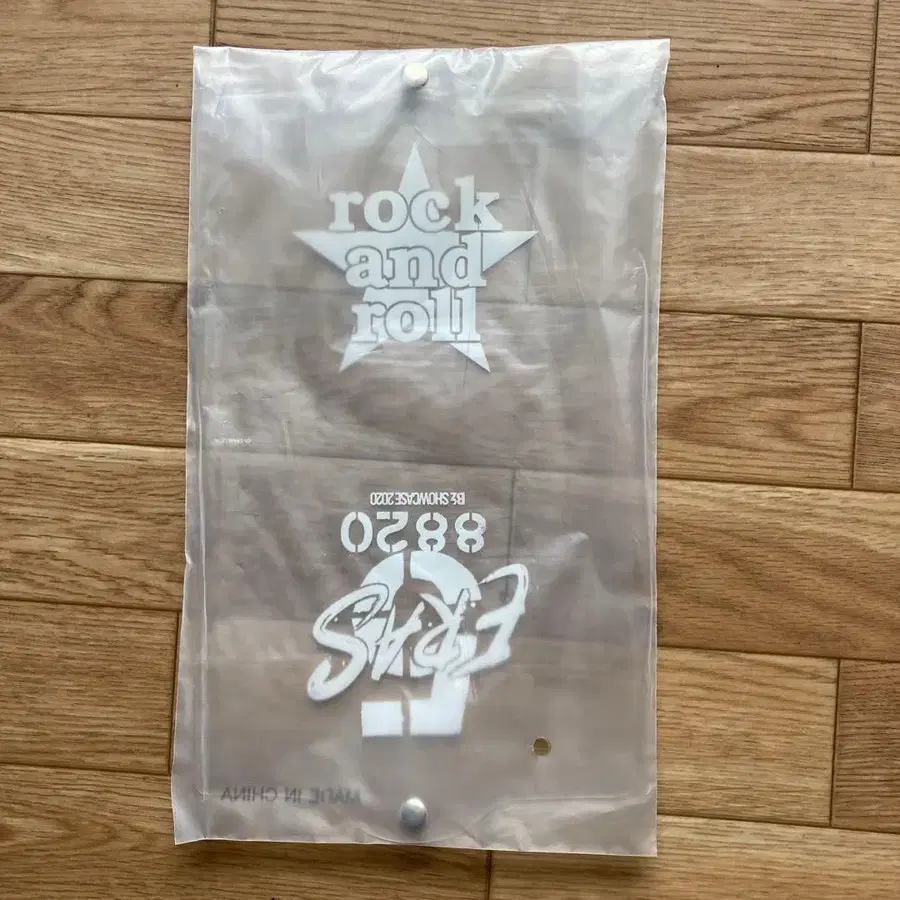 rock
and
roll
B'z SHOWCASE 2020
8820
ERAS
MADE IN CHINA